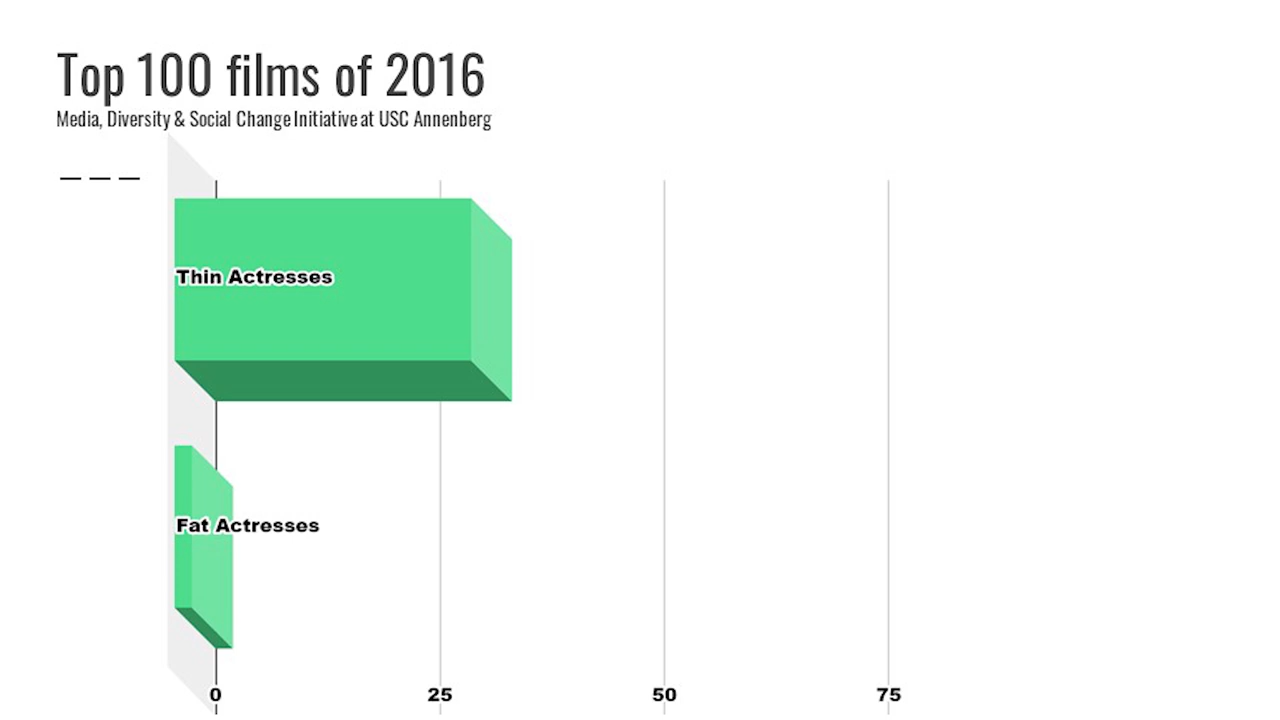 Top 100 films of 2016
Media, Diversity & Social Change Initiative at USC Annenberg
Thin Actresses
Fat Actresses
0 25 50 75